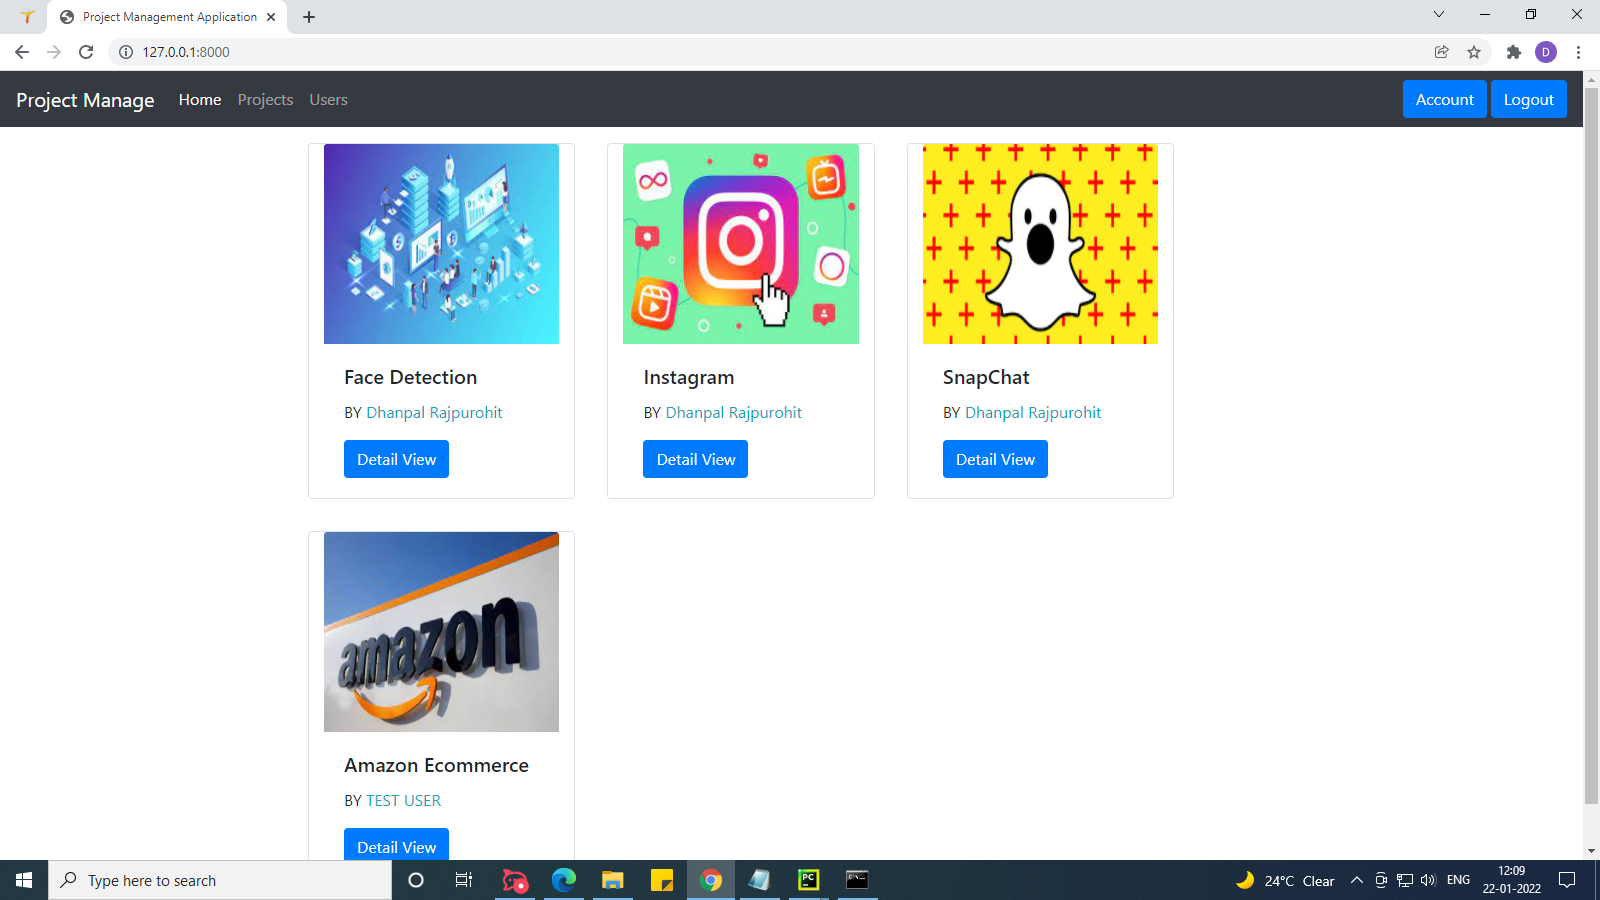 Project Management Application
127.0.0.1:8000
Project Manage Home Projects Users Account Logout
Face Detection
BY Dhanpal Rajpurohit
Detail View
Instagram
BY Dhanpal Rajpurohit
Detail View
SnapChat
BY Dhanpal Rajpurohit
Detail View
amazon
Amazon Ecommerce
BY TEST USER
Detail View
Type here to search
24°C Clear
ENG
12:09
22-01-2022
D
PC